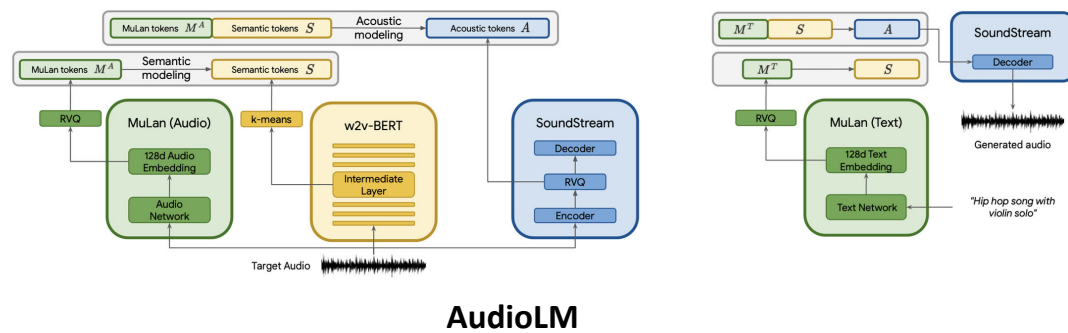 MuLan tokens M^A
Semantic tokens S
Acoustic
modeling
Acoustic tokens A
MuLan tokens M^A
Semantic
modeling
Semantic tokens S
RVQ
MuLan (Audio)
128d Audio
Embedding
Audio
Network
k-means
w2v-BERT
Intermediate
Layer
SoundStream
Decoder
RVQ
Encoder
Target Audio
M^T
S
A
M^T
S
SoundStream
Decoder
Generated audio
RVQ
MuLan (Text)
128d Text
Embedding
Text Network
"Hip hop song with
violin solo"
AudioLM